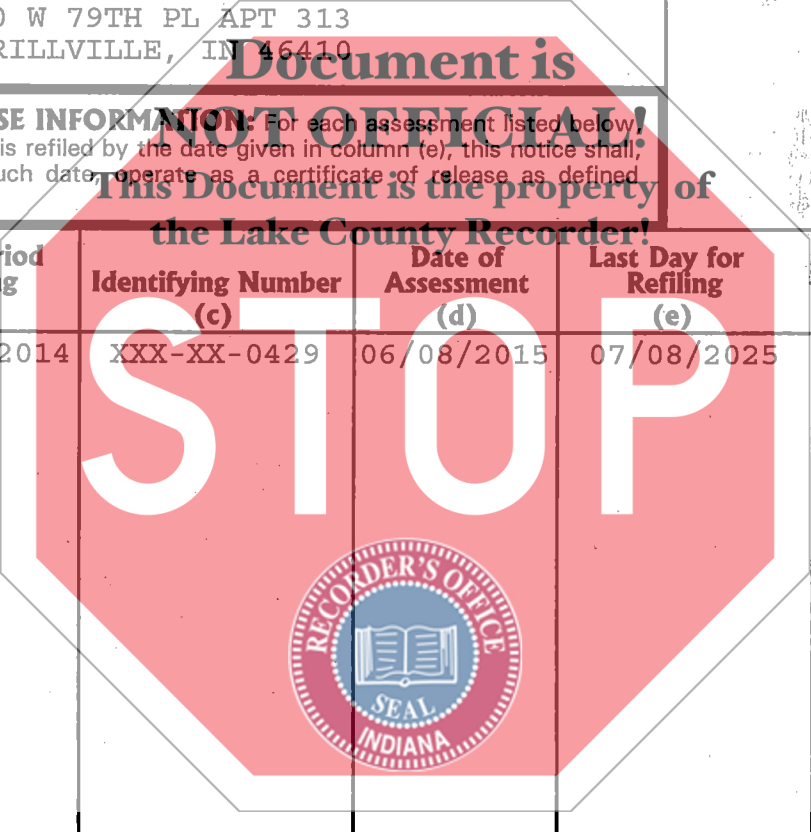 0 W 79TH PL APT 313
RILLVILLE, IN 46410
Document is
NOT OFFICIAL!
This Document is the property of
the Lake County Recorder!
SE INFORMATION: For each assessment listed below,
is refiled by the date given in column (e), this notice shall,
uch date, operate as a certificate of release as defined
riod
g
Identifying Number
(c)
Date of
Assessment
(d)
Last Day for
Refiling
(e)
2014 XXX-XX-0429 06/08/2015 07/08/2025
STOP
RECORDER'S OFFICE
SEAL
INDIANA